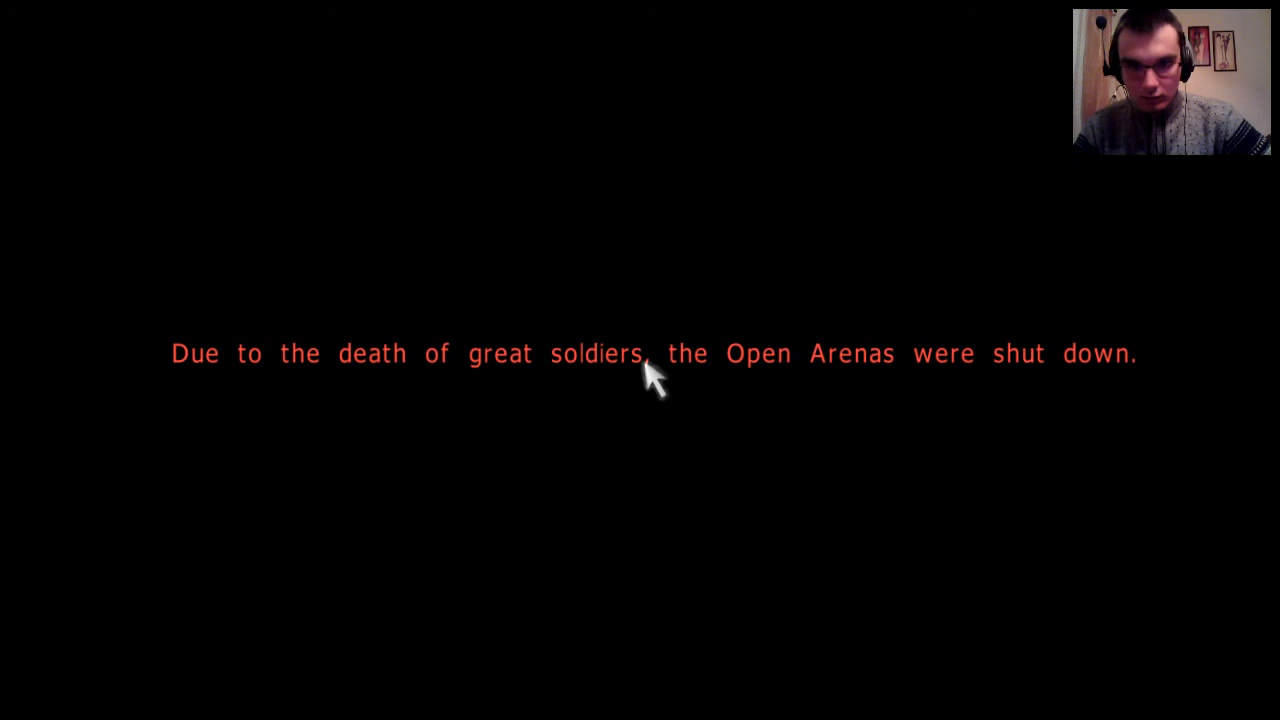 Due to the death of great soldiers, the Open Arenas were shut down.